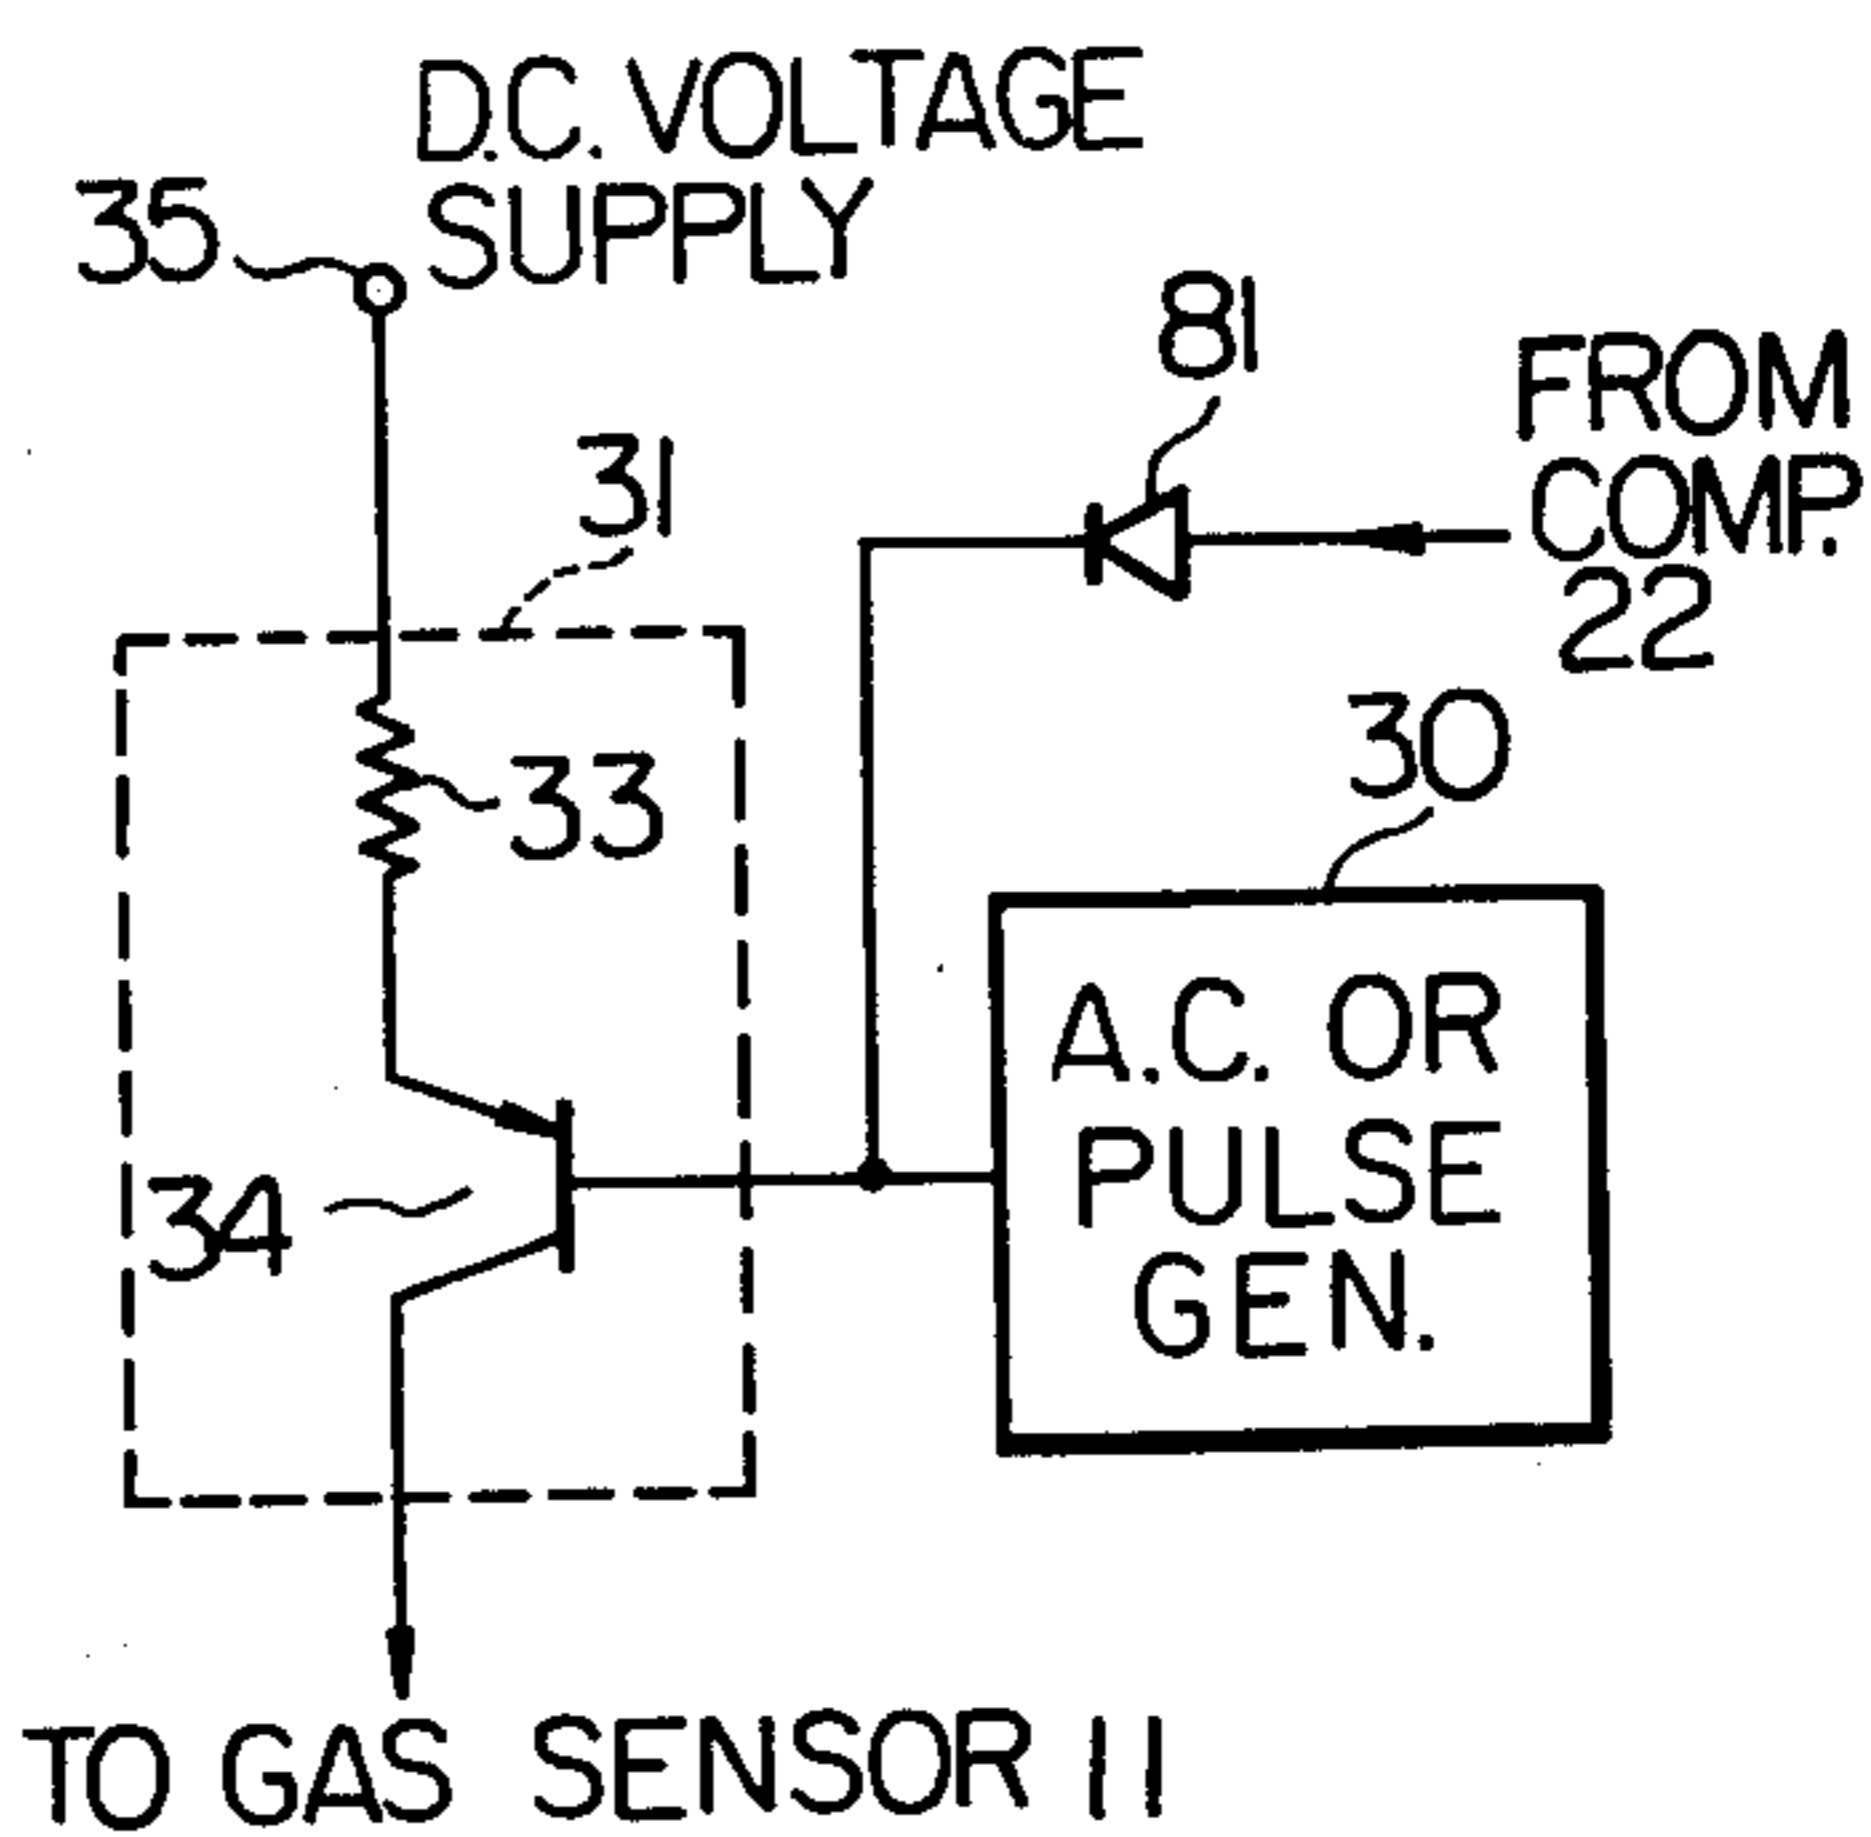 D.C. VOLTAGE
SUPPLY
35
81
FROM
COMP.
22
31
33
30
A.C. OR
PULSE
GEN.
34
TO GAS SENSOR 11